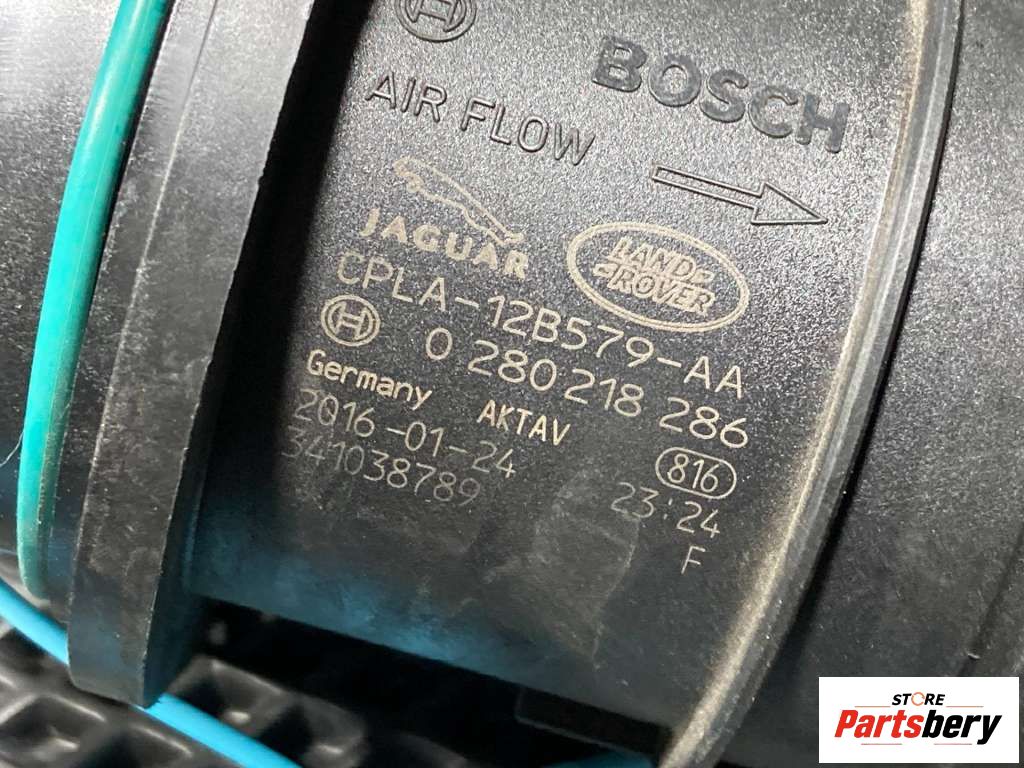 BOSCH
AIR FLOW
JAGUAR
LAND ROVER
CPLA-12B579-AA
0 280 218 286
Germany AKTAV 816
2016-01-24 23:24
341038789 F
STORE
Partsbery